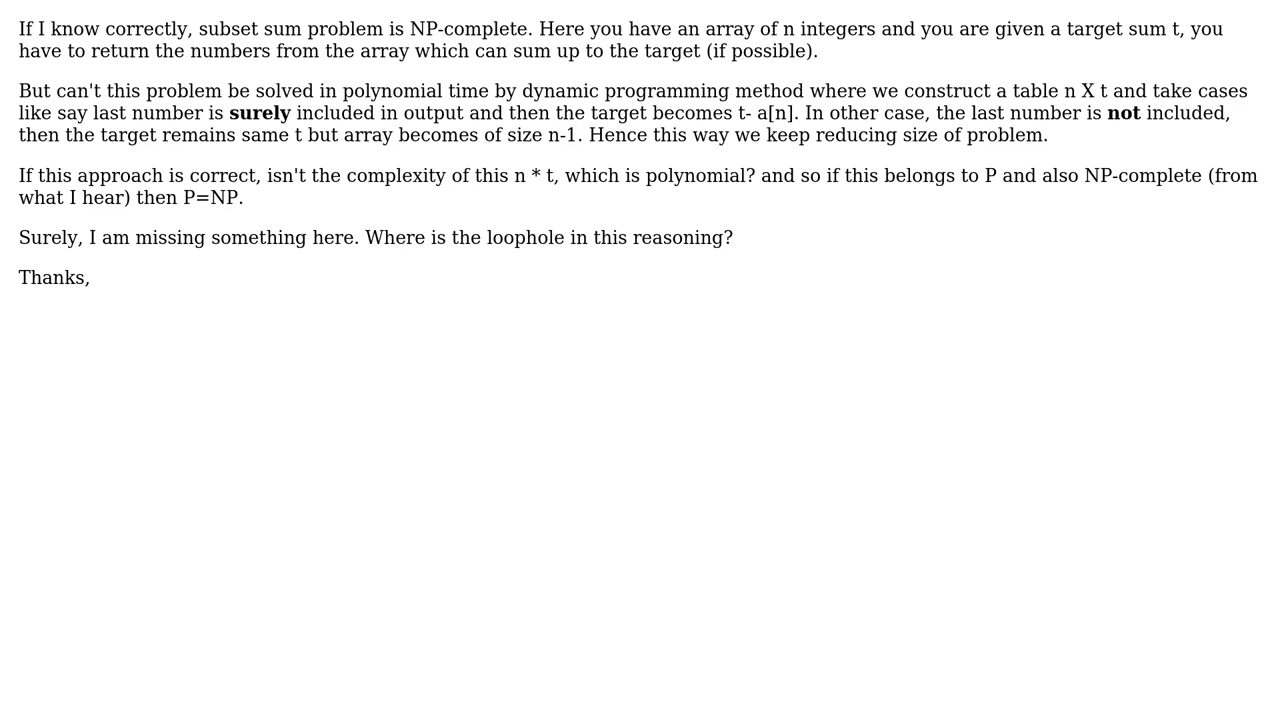 If I know correctly, subset sum problem is NP-complete. Here you have an array of n integers and you are given a target sum t, you
have to return the numbers from the array which can sum up to the target (if possible).
But can't this problem be solved in polynomial time by dynamic programming method where we construct a table n X t and take cases
like say last number is surely included in output and then the target becomes t- a[n]. In other case, the last number is not included,
then the target remains same t but array becomes of size n-1. Hence this way we keep reducing size of problem.
If this approach is correct, isn't the complexity of this n * t, which is polynomial? and so if this belongs to P and also NP-complete (from
what I hear) then P=NP.
Surely, I am missing something here. Where is the loophole in this reasoning?
Thanks,